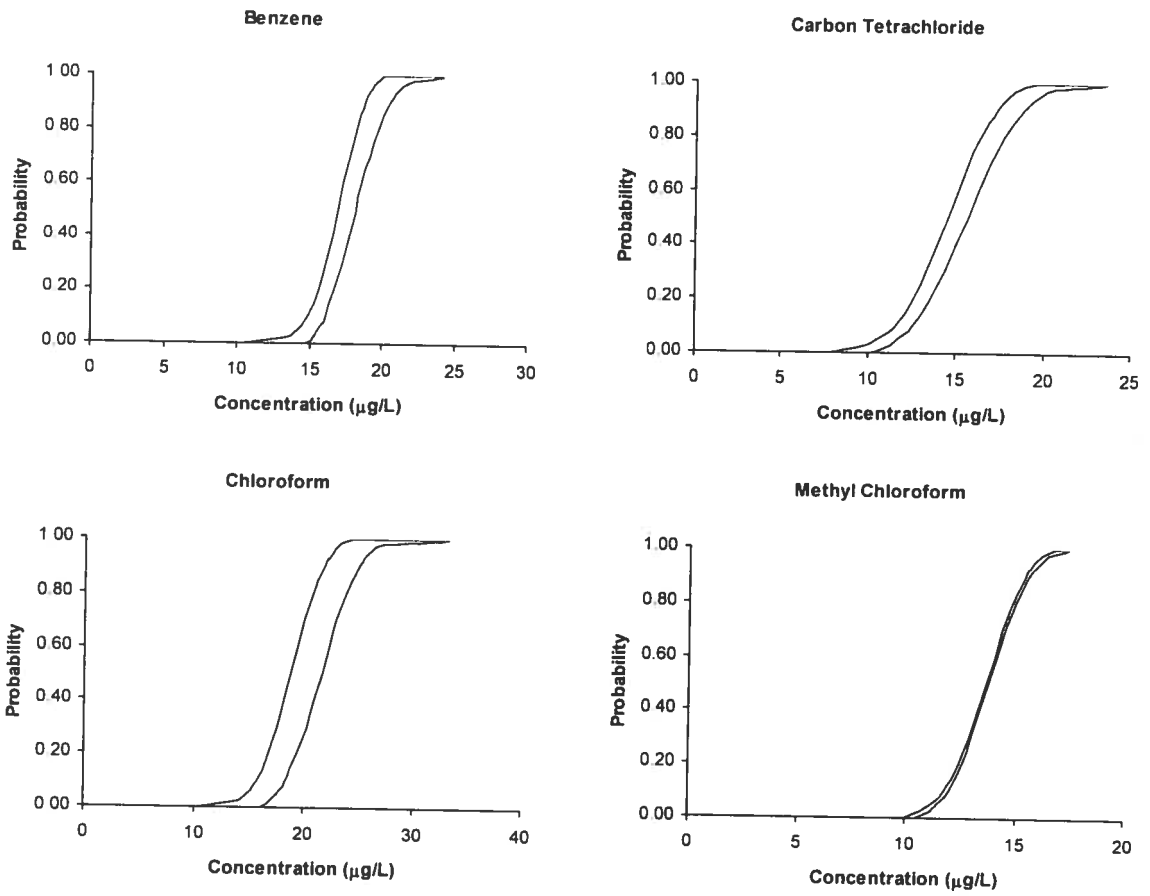 Benzene
1 00
0.80
0.60
0.40
0.20
0.00
Probability
0 5 10 15 20 25 30
Concentration (μg/L)
Carbon Tetrachloride
1.00
0.80
0.60
0.40
0.20
0.00
Probability
0 5 10 15 20 25
Concentration (μg/L)
Chloroform
1 00
0 80
0 60
0 40
0 20
0 00
Probability
0 10 20 30 40
Concentration (μg/L)
Methyl Chloroform
1.00
0.80
0.60
0.40
0.20
0.00
Probability
0 5 10 15 20
Concentration (μg/L)